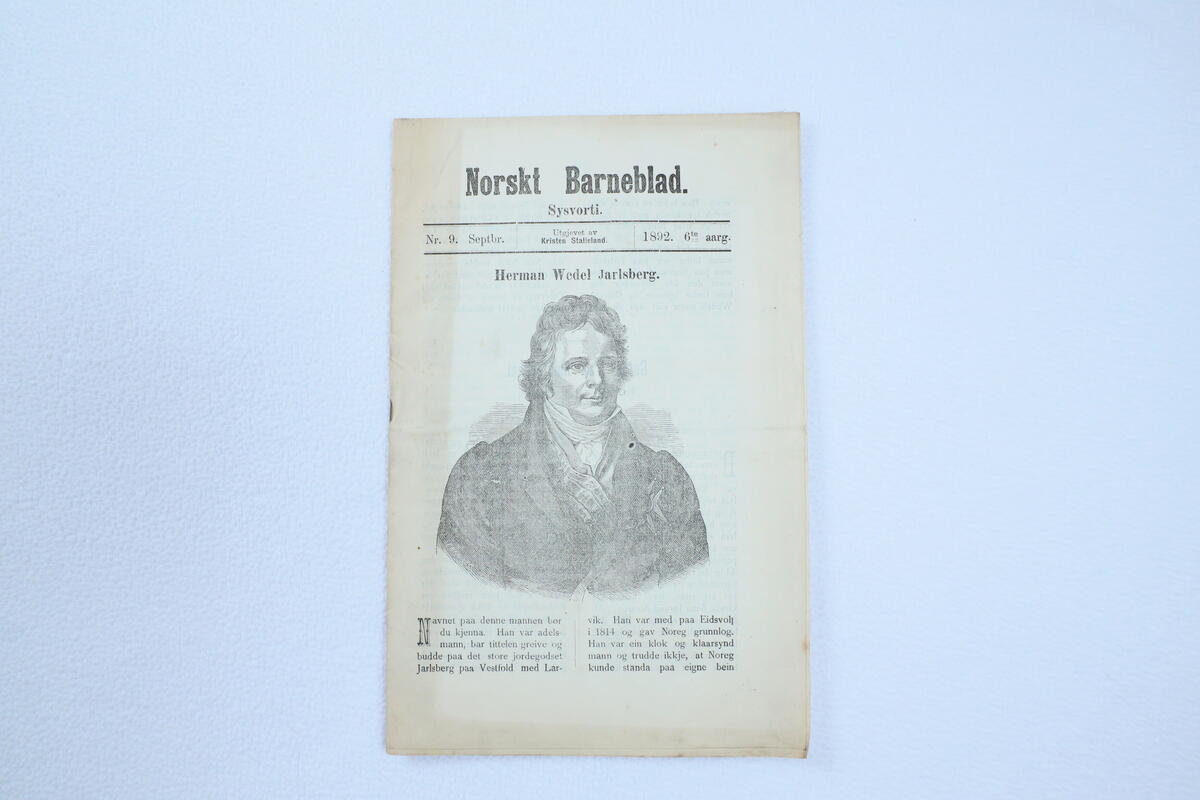 Norskt Barneblad.
Sysvorti.
Nr. 9. Septbr.
Utgjevet av
Kristen Stalleland.
1892. 6te aarg.
Herman Wedel Jarlsberg.
Navnet paa denne mannen bør
du kjenna. Han var adels-
mann, bar tittelen greive og
budde paa det store jordegodset
Jarlsberg paa Vestfold med Lar-
vik. Han var med paa Eidsvoll
i 1814 og gav Noreg grunnlog.
Han var ein klok og klaarsynd
mann og trudde ikkje, at Noreg
kunde standa paa eigne bein